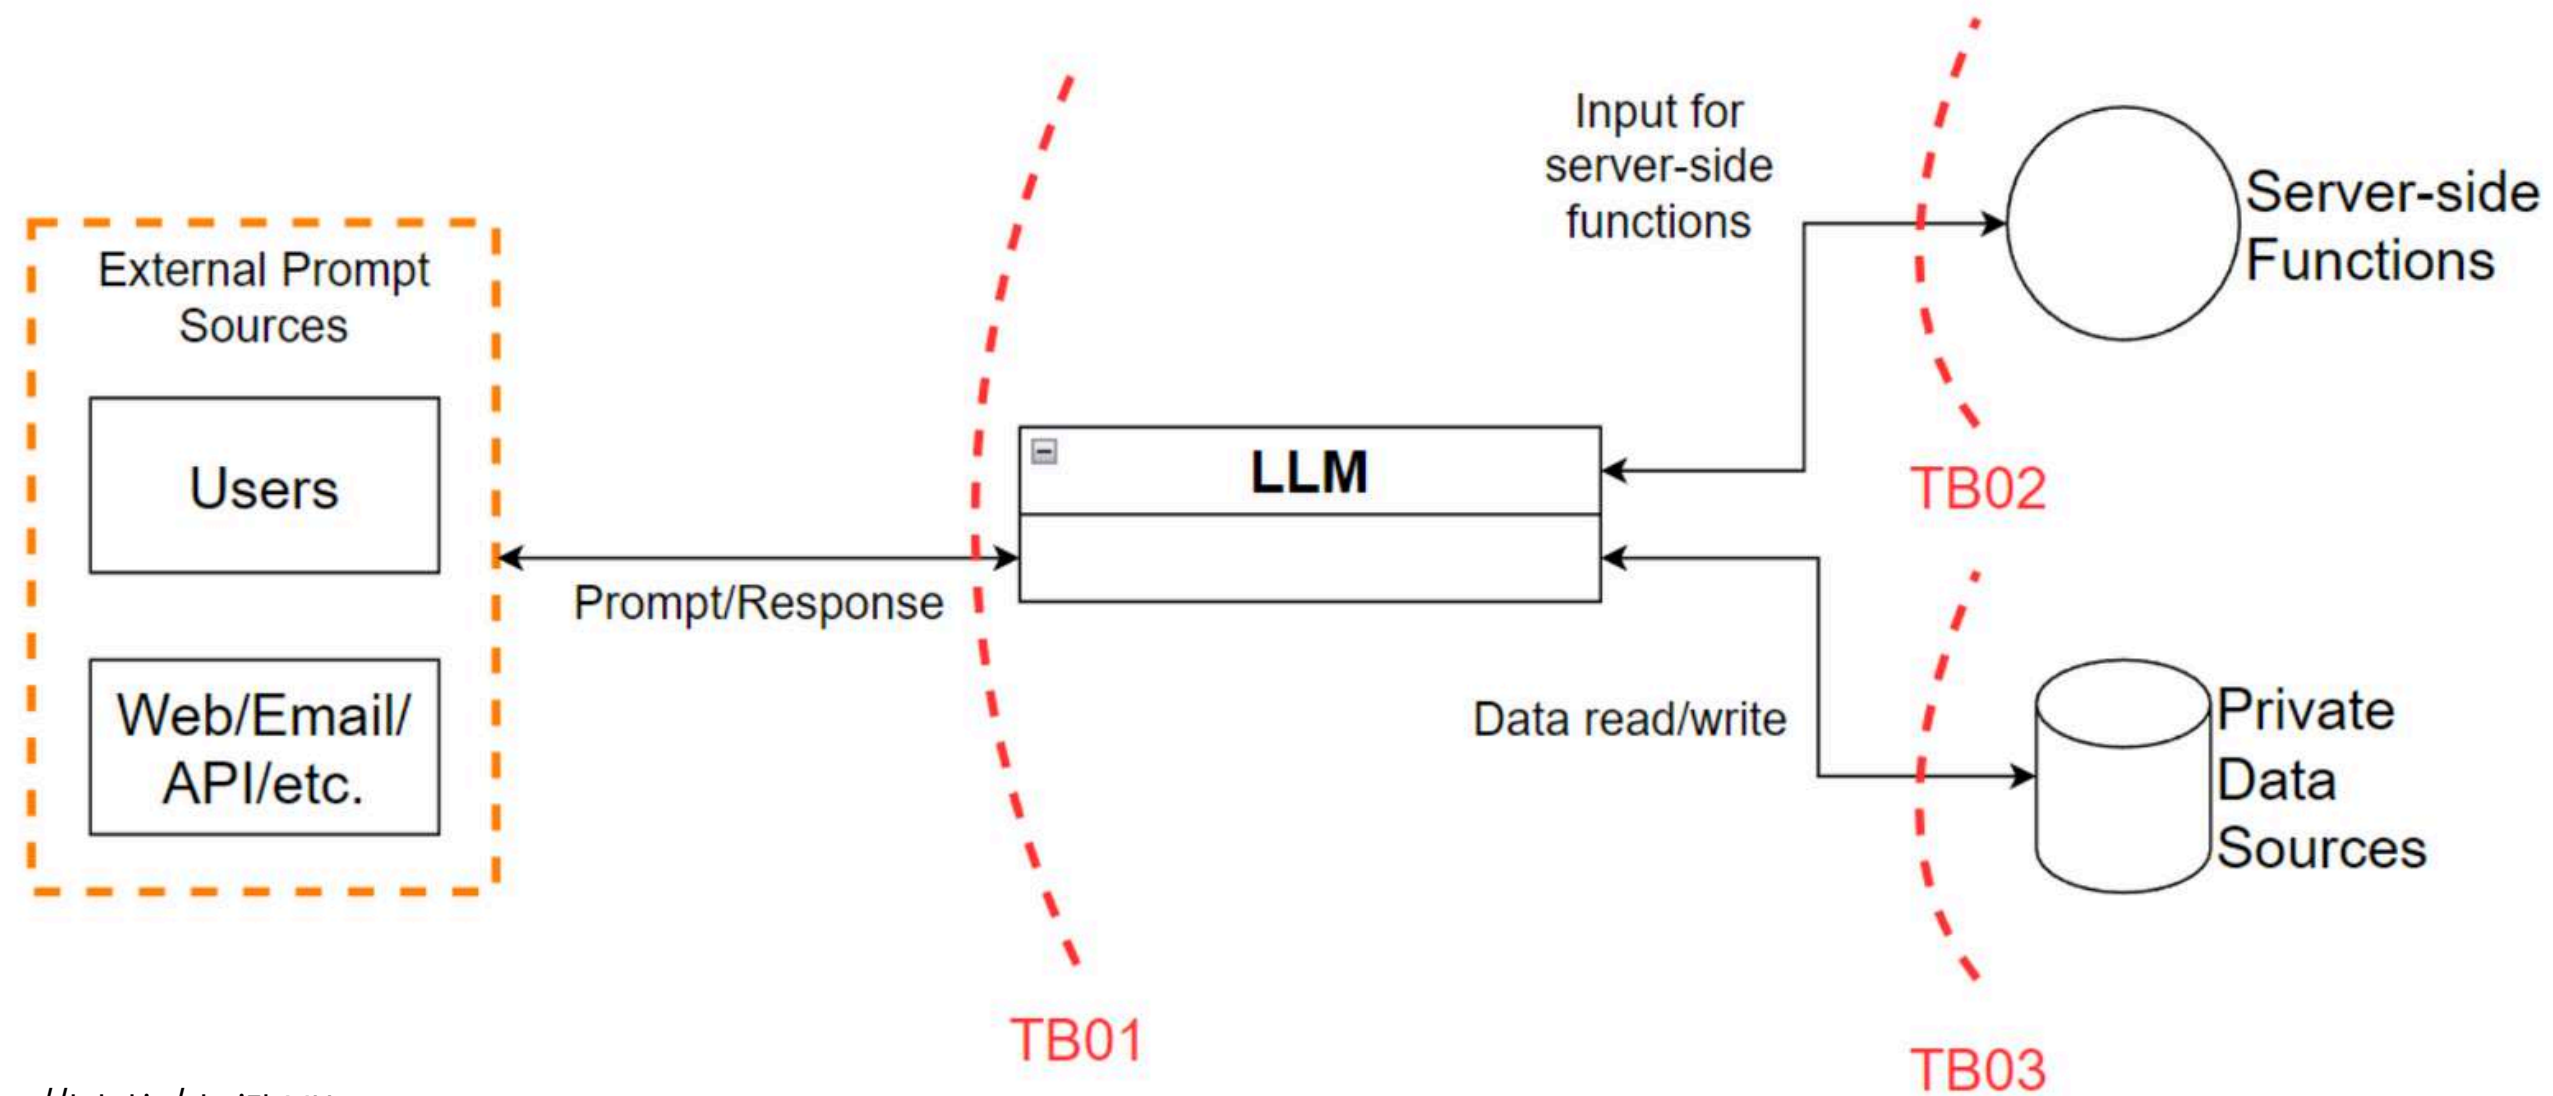 External Prompt
Sources
Users
Web/Email/
API/etc.
Prompt/Response
TB01
LLM
Input for
server-side
functions
Data read/write
TB02
Server-side
Functions
TB03
Private
Data
Sources